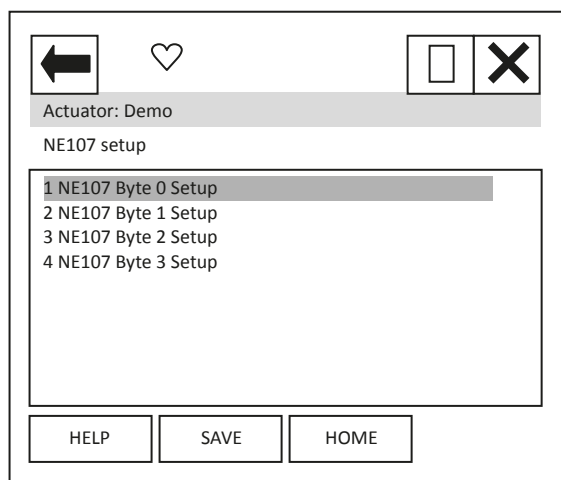 Actuator: Demo
NE107 setup
1 NE107 Byte 0 Setup
2 NE107 Byte 1 Setup
3 NE107 Byte 2 Setup
4 NE107 Byte 3 Setup
HELP SAVE HOME